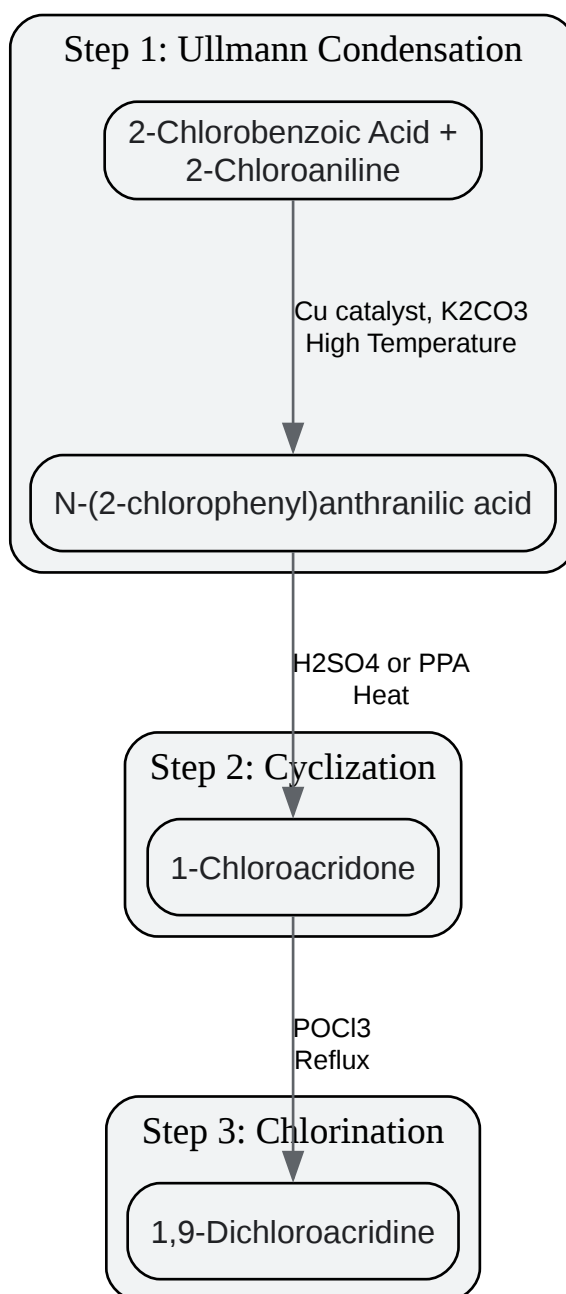 Step 1: Ullmann Condensation
2-Chlorobenzoic Acid +
2-Chloroaniline
Cu catalyst, K2CO3
High Temperature
N-(2-chlorophenyl)anthranilic acid
H2SO4 or PPA
Heat
Step 2: Cyclization
1-Chloroacridone
POCl3
Reflux
Step 3: Chlorination
1,9-Dichloroacridine